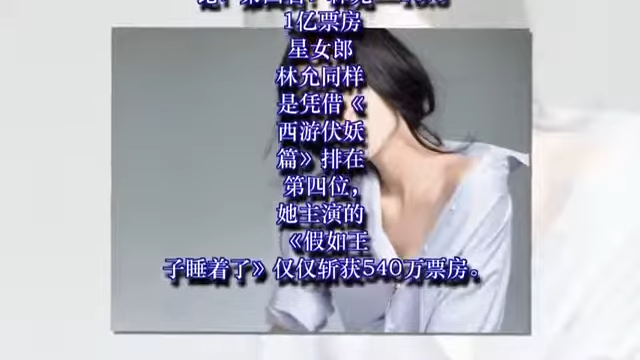 1亿票房
星女郎
林允同样
是凭借《
西游伏妖
篇》排在
第四位，
她主演的
《假如王
子睡着了》仅仅斩获540万票房。